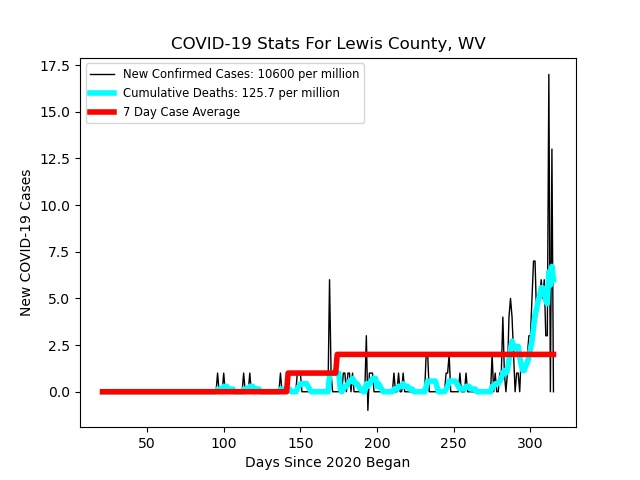 COVID-19 Stats For Lewis County, WV
New Confirmed Cases: 10600 per million
Cumulative Deaths: 125.7 per million
7 Day Case Average
17.5
15.0
12.5
10.0
7.5
5.0
2.5
0.0
New COVID-19 Cases
50 100 150 200 250 300
Days Since 2020 Began